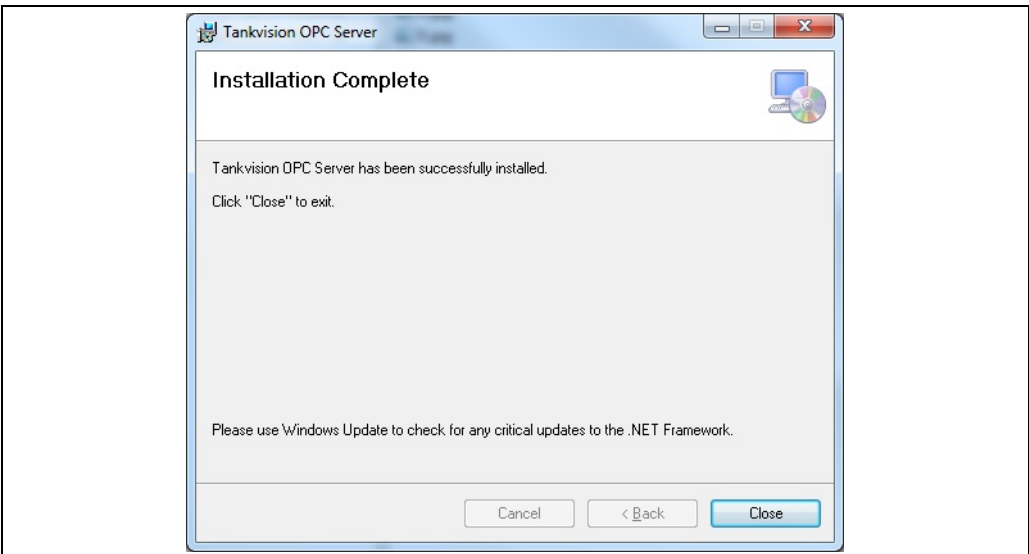 Tankvision OPC Server
Installation Complete
Tankvision OPC Server has been successfully installed.
Click "Close" to exit.
Please use Windows Update to check for any critical updates to the .NET Framework.
Cancel
< Back
Close